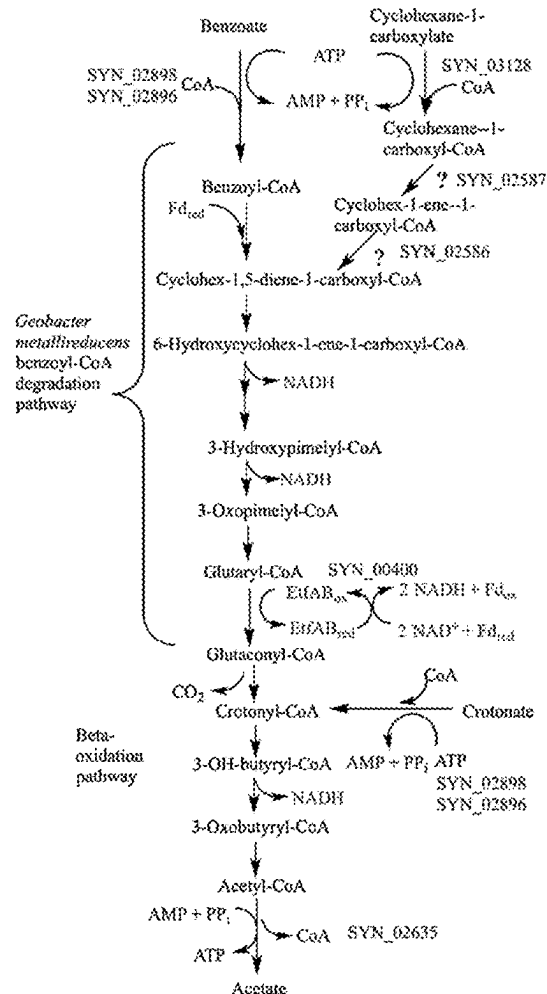 Benzoate
Cyclohexane-1-
carboxylate
ATP
SYN_02898
SYN_02896
CoA
AMP + PPi
SYN_03128
CoA
Cyclohexane--1-
carboxyl-CoA
? SYN_02587
Benzoyl-CoA
Fdred
Cyclohex-1-ene--1-
carboxyl-CoA
? SYN_02586
Cyclohex-1,5-diene-1-carboxyl-CoA
Geobacter
metallireducens
benzoyl-CoA
degradation
pathway
6-Hydroxycyclohex-1-ene-1-carboxyl-CoA
NADH
3-Hydroxypimelyl-CoA
NADH
3-Oxopimelyl-CoA
Glutaryl-CoA
SYN_00400
EtfABox
2 NADH + Fdox
EtfABred
2 NAD+ + Fdred
Glutaconyl-CoA
CO2
CoA
Crotonyl-CoA
Crotonate
Beta-
oxidation
pathway
3-OH-butyryl-CoA
AMP + PPi
ATP
SYN_02898
SYN_02896
NADH
3-Oxobutyryl-CoA
Acetyl-CoA
AMP + PPi
ATP
CoA
SYN_02635
Acetate